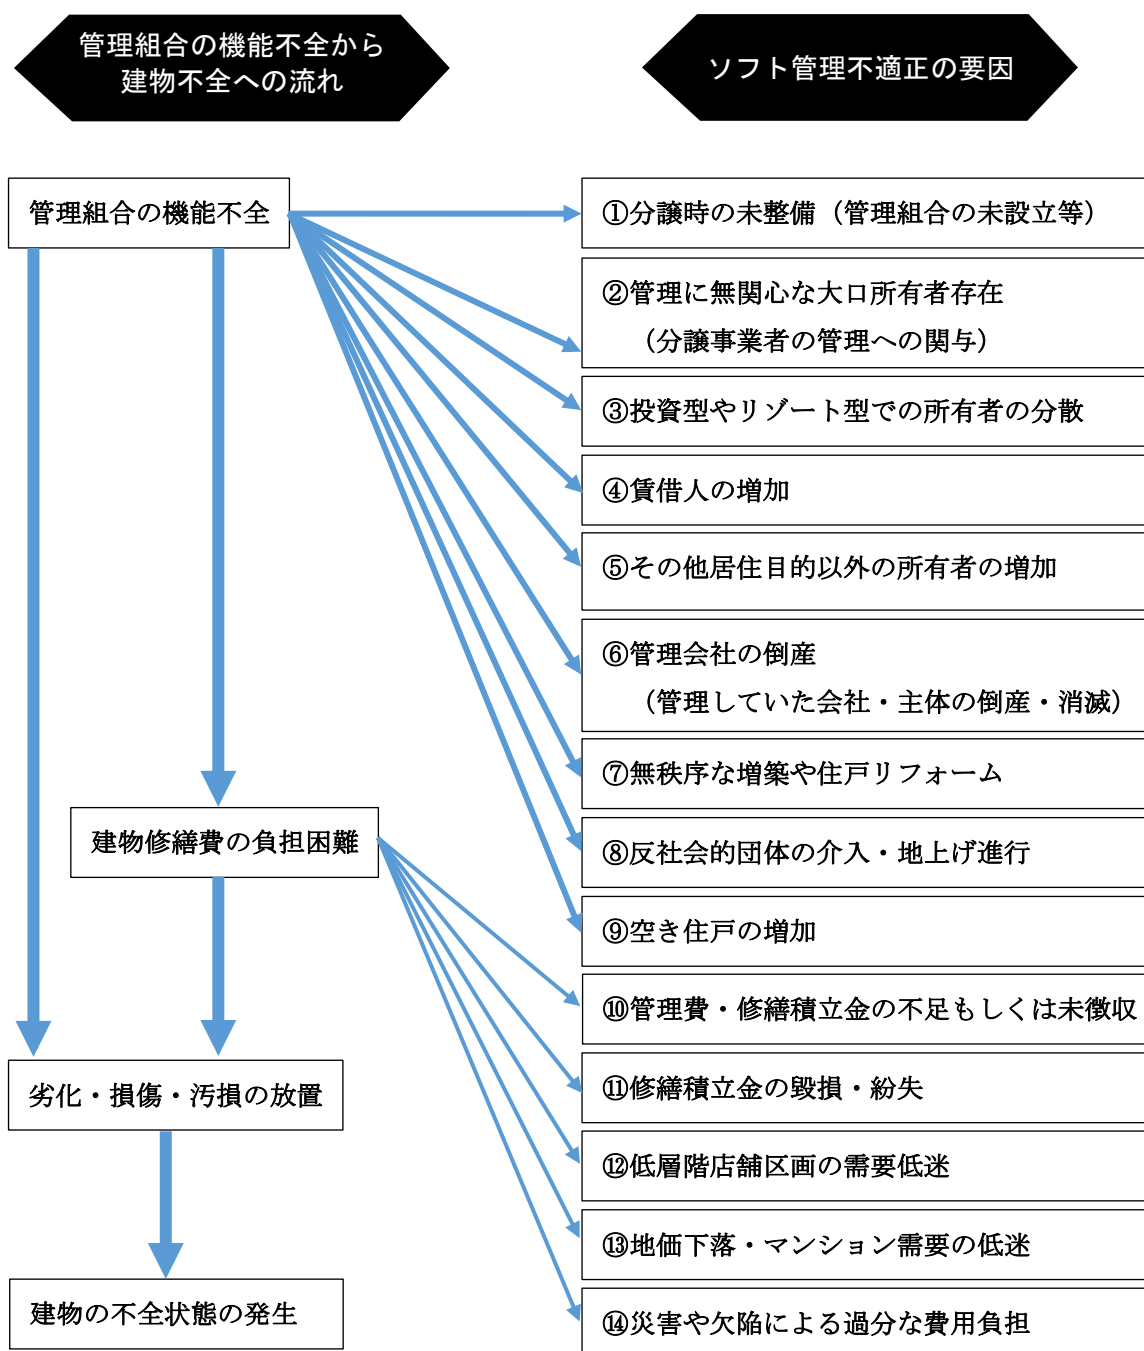 管理組合の機能不全から
建物不全への流れ
ソフト管理不適正の要因
管理組合の機能不全
建物修繕費の負担困難
劣化・損傷・汚損の放置
建物の不全状態の発生
①分譲時の未整備（管理組合の未設立等）
②管理に無関心な大口所有者存在
（分譲事業者の管理への関与）
③投資型やリゾート型での所有者の分散
④賃借人の増加
⑤その他居住目的以外の所有者の増加
⑥管理会社の倒産
（管理していた会社・主体の倒産・消滅）
⑦無秩序な増築や住戸リフォーム
⑧反社会的団体の介入・地上げ進行
⑨空き住戸の増加
⑩管理費・修繕積立金の不足もしくは未徴収
⑪修繕積立金の毀損・紛失
⑫低層階店舗区画の需要低迷
⑬地価下落・マンション需要の低迷
⑭災害や欠陥による過分な費用負担